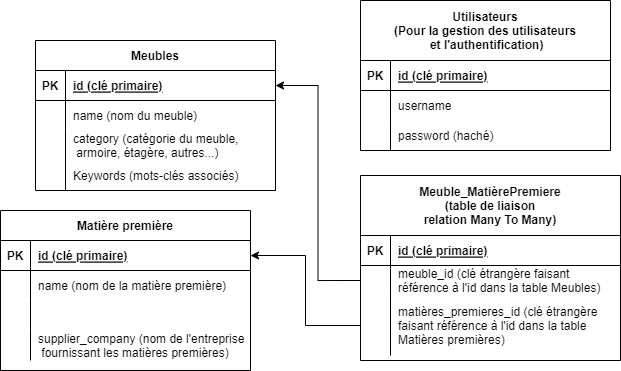 Meubles
PK id (clé primaire)
name (nom du meuble)
category (catégorie du meuble,
armoire, étagère, autres...)
Keywords (mots-clés associés)
Utilisateurs
(Pour la gestion des utilisateurs
et l'authentification)
PK id (clé primaire)
username
password (haché)
Matière première
PK id (clé primaire)
name (nom de la matière première)
supplier_company (nom de l'entreprise
fournissant les matières premières)
Meuble_MatièrePremiere
(table de liaison
relation Many To Many)
PK id (clé primaire)
meuble_id (clé étrangère faisant
référence à l'id dans la table Meubles)
matières_premieres_id (clé étrangère
faisant référence à l'id dans la table
Matières premières)